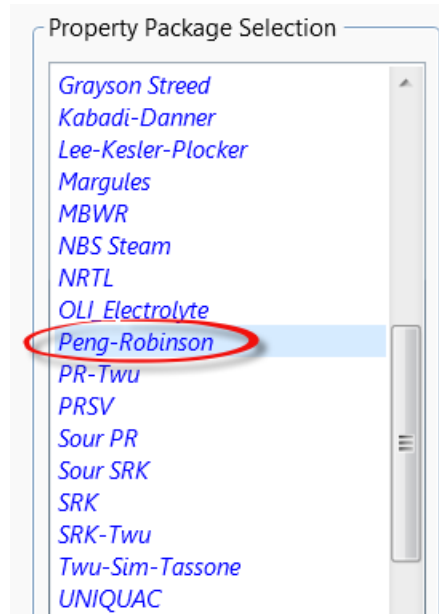 Property Package Selection
Grayson Streed
Kabadi-Danner
Lee-Kesler-Plocker
Margules
MBWR
NBS Steam
NRTL
OLI_Electrolyte
Peng-Robinson
PR-Twu
PRSV
Sour PR
Sour SRK
SRK
SRK-Twu
Twu-Sim-Tassone
UNIQUAC